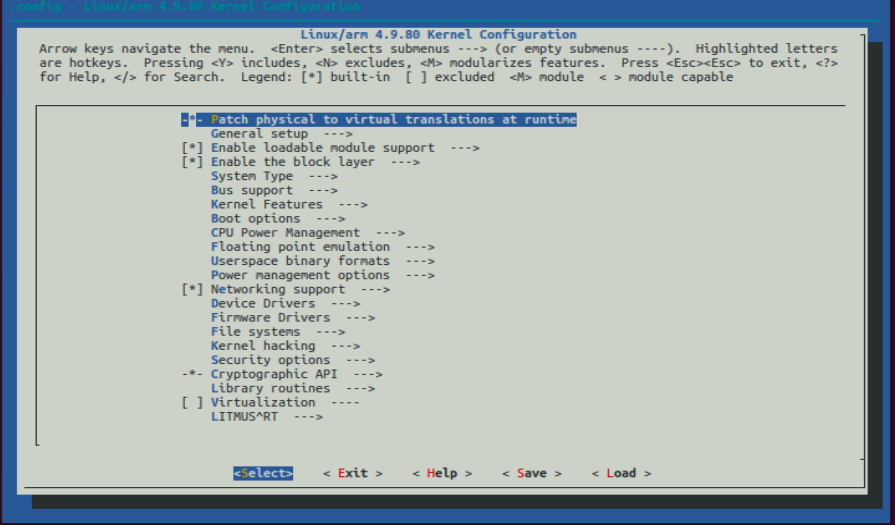 .config - Linux/arm 4.9.80 Kernel Configuration
Linux/arm 4.9.80 Kernel Configuration
Arrow keys navigate the menu.  <Enter> selects submenus ---> (or empty submenus ----).  Highlighted letters
are hotkeys.  Pressing <Y> includes, <N> excludes, <M> modularizes features.  Press <Esc><Esc> to exit, <?>
for Help, </> for Search.  Legend: [*] built-in  [ ] excluded  <M> module  < > module capable
-*- Patch physical to virtual translations at runtime
General setup  --->
[*] Enable loadable module support  --->
[*] Enable the block layer  --->
System Type  --->
Bus support  --->
Kernel Features  --->
Boot options  --->
CPU Power Management  --->
Floating point emulation  --->
Userspace binary formats  --->
Power management options  --->
[*] Networking support  --->
Device Drivers  --->
Firmware Drivers  --->
File systems  --->
Kernel hacking  --->
Security options  --->
-*- Cryptographic API  --->
Library routines  --->
[ ] Virtualization  ----
LITMUS^RT  --->
<Select>    < Exit >    < Help >    < Save >    < Load >